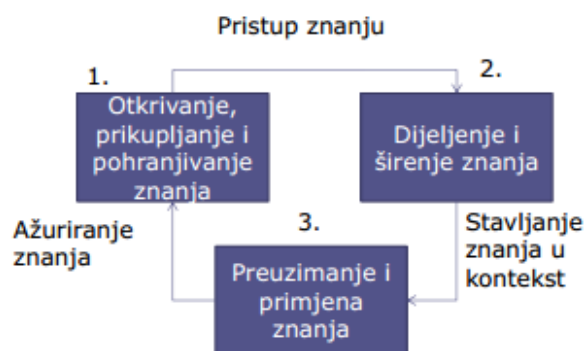 Pristup znanju
1.
2.
Otkrivanje,
prikupljanje i
pohranjivanje
znanja
Dijeljenje i
širenje znanja
Ažuriranje
znanja
3.
Stavljanje
znanja u
kontekst
Preuzimanje i
primjena
znanja